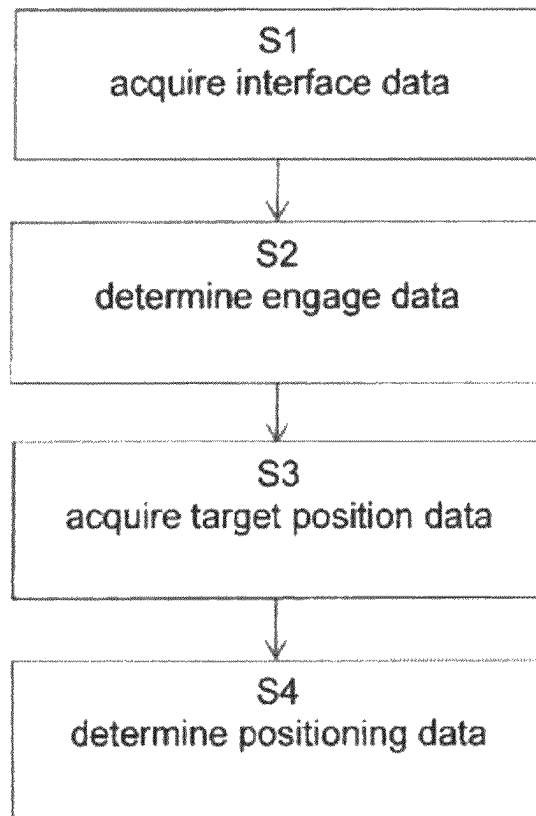 S1
acquire interface data
S2
determine engage data
S3
acquire target position data
S4
determine positioning data